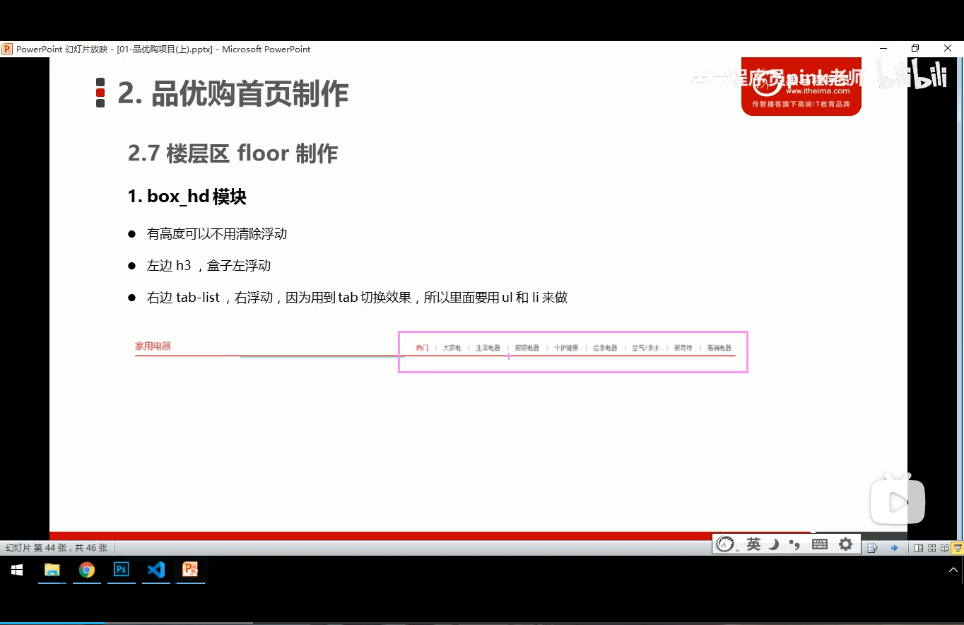 PowerPoint 幻灯片放映 - [01-品优购项目(上).pptx] - Microsoft PowerPoint
2. 品优购首页制作
黑马程序员pink老师
bilibili
www.itheima.com
传智播客旗下高端IT教育品牌
2.7 楼层区 floor 制作
1. box_hd 模块
有高度可以不用清除浮动
左边 h3 ，盒子左浮动
右边 tab-list ，右浮动，因为用到 tab 切换效果，所以里面要用 ul 和 li 来做
家用电器
热门 | 大家电 | 生活电器 | 厨房电器 | 个护健康 | 应季电器 | 空气/净水 | 新奇特 | 高端电器
幻灯片 第 44 张，共 46 张
英
Ps